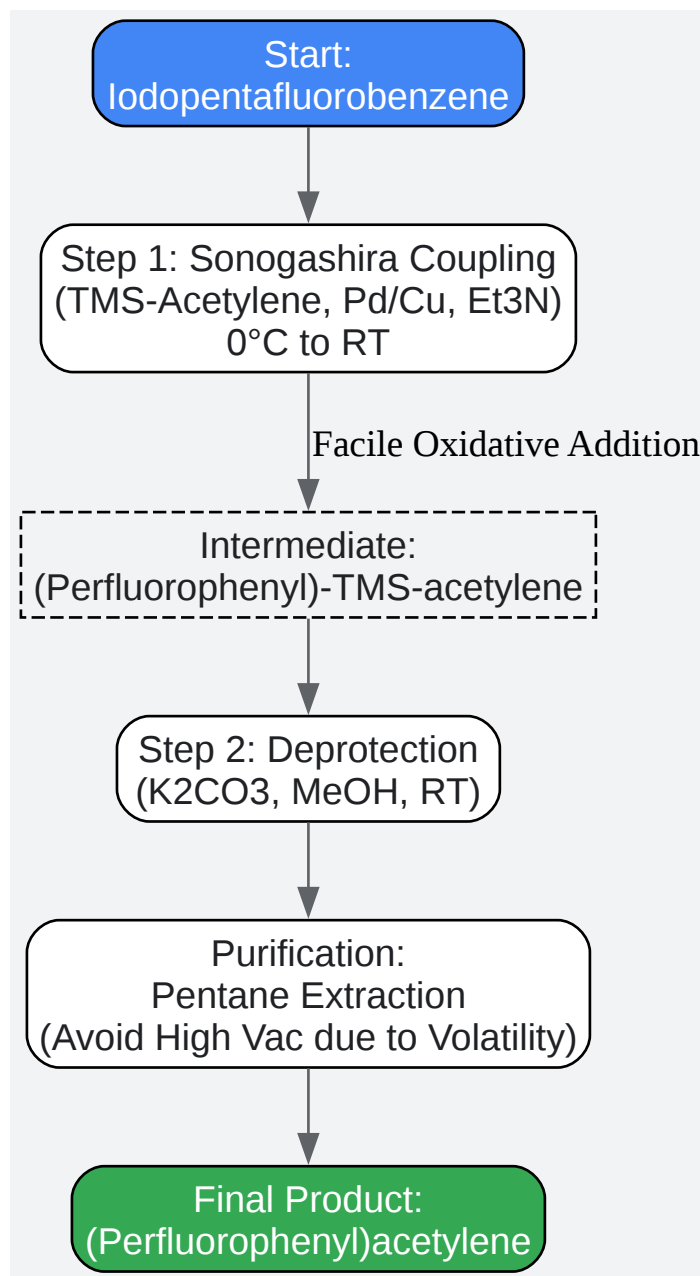 Start:
Iodopentafluorobenzene
Step 1: Sonogashira Coupling
(TMS-Acetylene, Pd/Cu, Et3N)
0°C to RT
Facile Oxidative Addition
Intermediate:
(Perfluorophenyl)-TMS-acetylene
Step 2: Deprotection
(K2CO3, MeOH, RT)
Purification:
Pentane Extraction
(Avoid High Vac due to Volatility)
Final Product:
(Perfluorophenyl)acetylene